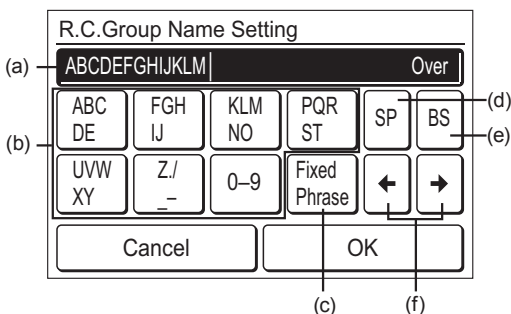 R.C.Group Name Setting
(a)
ABCDEFGHIJKLM
Over
(b)
ABC
DE
FGH
IJ
KLM
NO
PQR
ST
SP
BS
(d)
(e)
UVW
XY
Z./
_–
0–9
Fixed
Phrase
Cancel
OK
(c)
(f)